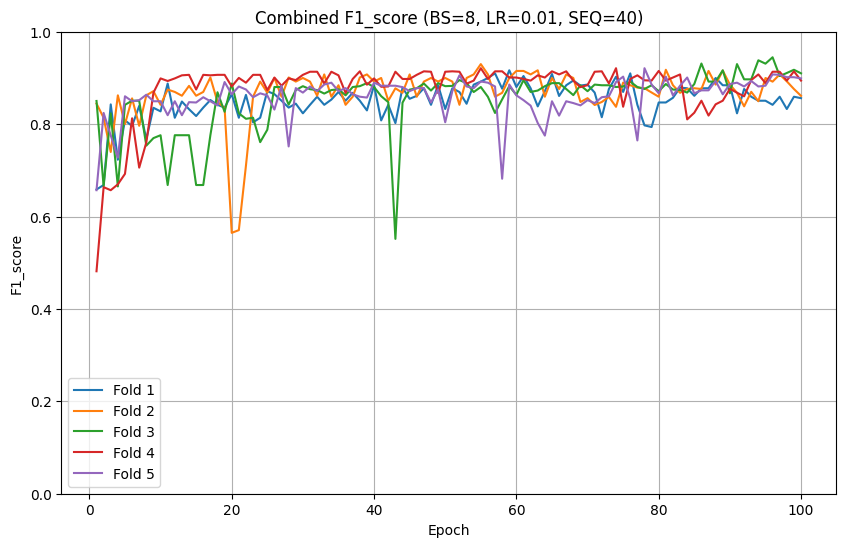 Combined F1_score (BS=8, LR=0.01, SEQ=40)
1.0
0.8
0.6
0.4
0.2
0.0
F1_score
Fold 1
Fold 2
Fold 3
Fold 4
Fold 5
0 20 40 60 80 100
Epoch